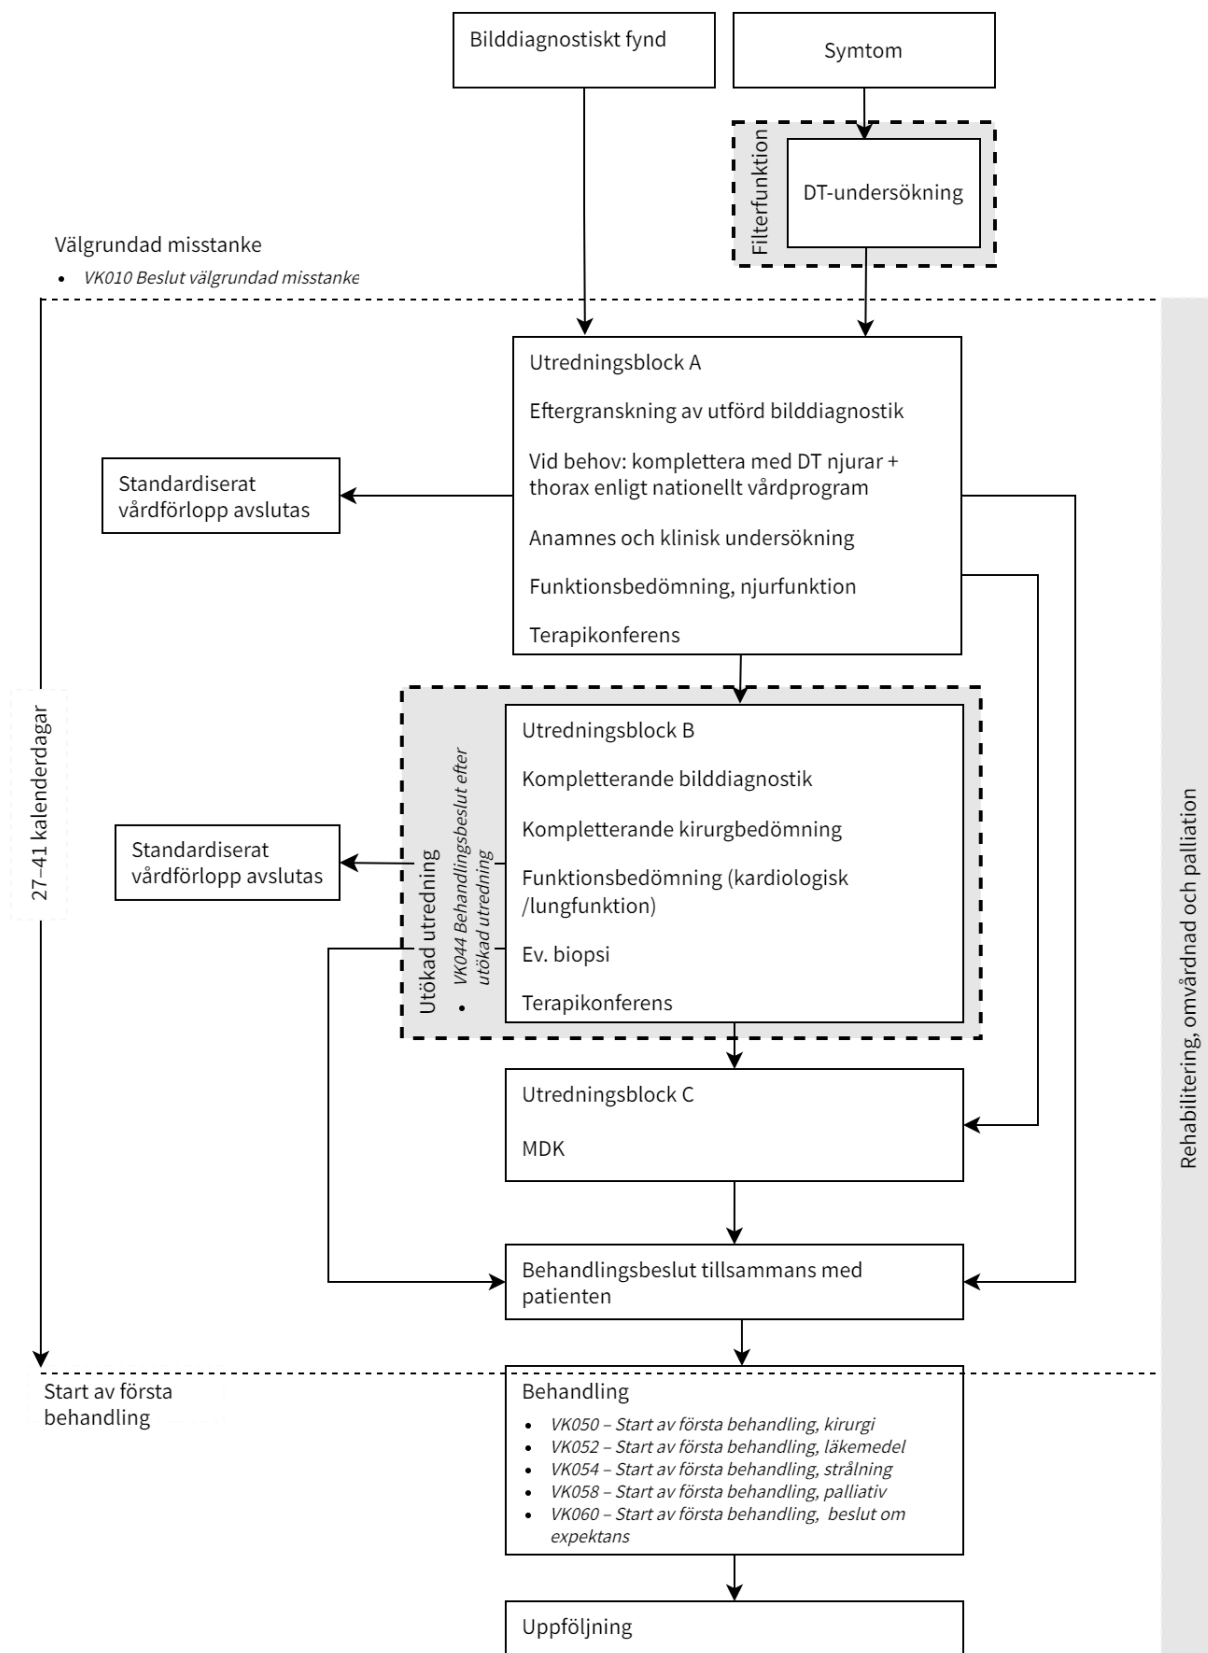 Bilddiagnostiskt fynd
Symtom
Filterfunktion
DT-undersökning
Välgrundad misstanke
• VK010 Beslut välgrundad misstanke
Utredningsblock A
Eftergranskning av utförd bilddiagnostik
Vid behov: komplettera med DT njurar +
thorax enligt nationellt vårdprogram
Anamnes och klinisk undersökning
Funktionsbedömning, njurfunktion
Terapikonferens
Standardiserat
vårdförlopp avslutas
27–41 kalenderdagar
Utökad utredning
• VK044 Behandlingsbeslut efter
utökad utredning
Utredningsblock B
Kompletterande bilddiagnostik
Kompletterande kirurgbedömning
Funktionsbedömning (kardiologisk
/lungfunktion)
Ev. biopsi
Terapikonferens
Standardiserat
vårdförlopp avslutas
Rehabilitering, omvårdnad och palliation
Utredningsblock C
MDK
Behandlingsbeslut tillsammans med
patienten
Start av första
behandling
Behandling
• VK050 – Start av första behandling, kirurgi
• VK052 – Start av första behandling, läkemedel
• VK054 – Start av första behandling, strålning
• VK058 – Start av första behandling, palliativ
• VK060 – Start av första behandling, beslut om
expektans
Uppföljning